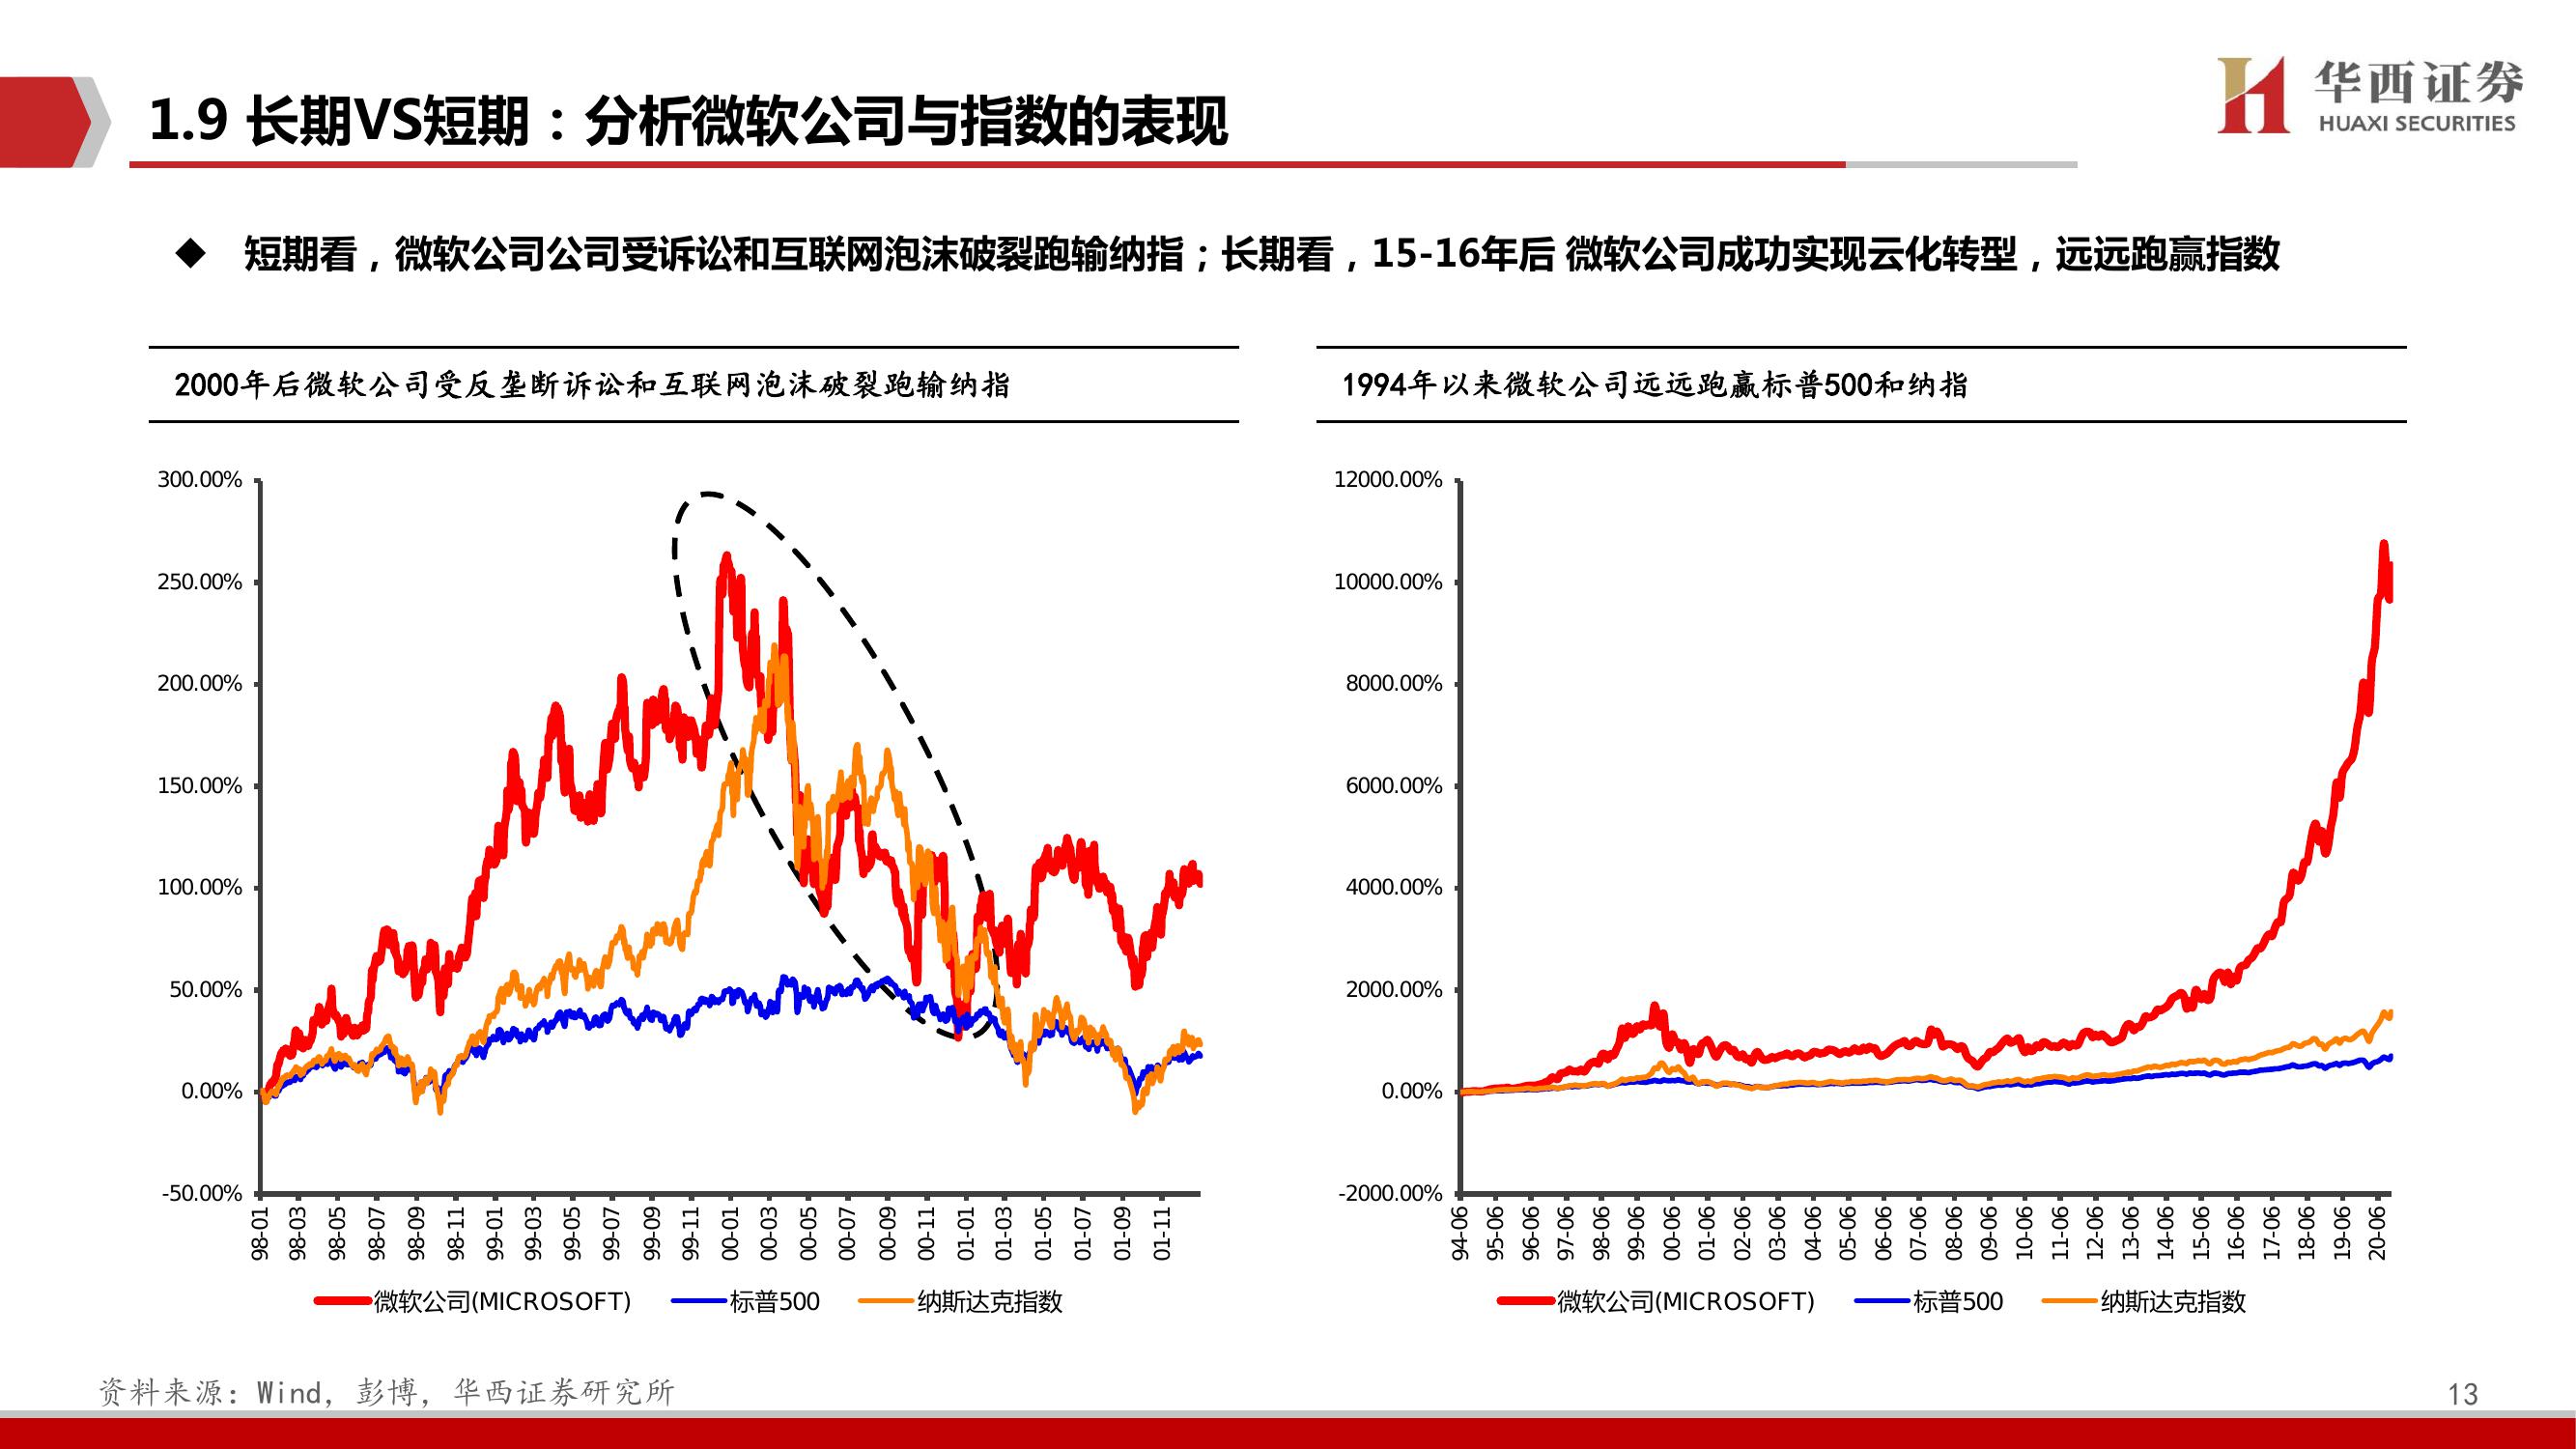 1.9 长期VS短期：分析微软公司与指数的表现
华西证券
HUAXI SECURITIES
◆ 短期看，微软公司公司受诉讼和互联网泡沫破裂跑输纳指；长期看，15-16年后 微软公司成功实现云化转型，远远跑赢指数
2000年后微软公司受反垄断诉讼和互联网泡沫破裂跑输纳指
300.00%
250.00%
200.00%
150.00%
100.00%
50.00%
0.00%
-50.00%
98-01 98-03 98-05 98-07 98-09 98-11 99-01 99-03 99-05 99-07 99-09 99-11 00-01 00-03 00-05 00-07 00-09 00-11 01-01 01-03 01-05 01-07 01-09 01-11
微软公司(MICROSOFT) 标普500 纳斯达克指数
1994年以来微软公司远远跑赢标普500和纳指
12000.00%
10000.00%
8000.00%
6000.00%
4000.00%
2000.00%
0.00%
-2000.00%
94-06 95-06 96-06 97-06 98-06 99-06 00-06 01-06 02-06 03-06 04-06 05-06 06-06 07-06 08-06 09-06 10-06 11-06 12-06 13-06 14-06 15-06 16-06 17-06 18-06 19-06 20-06
微软公司(MICROSOFT) 标普500 纳斯达克指数
资料来源：Wind，彭博，华西证券研究所
13